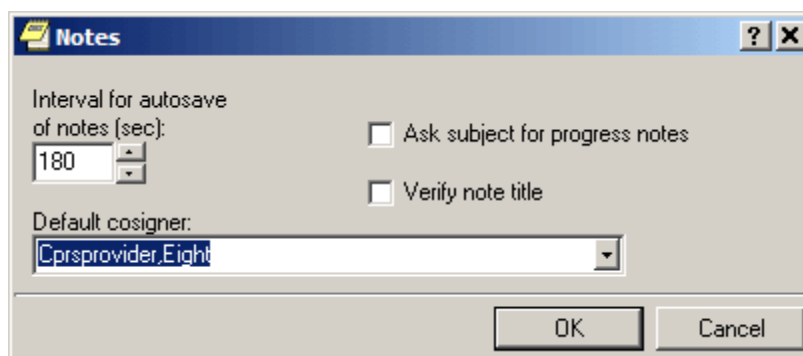 Notes
Interval for autosave
of notes (sec):
180
Ask subject for progress notes
Verify note title
Default cosigner:
Cprsprovider,Eight
OK
Cancel